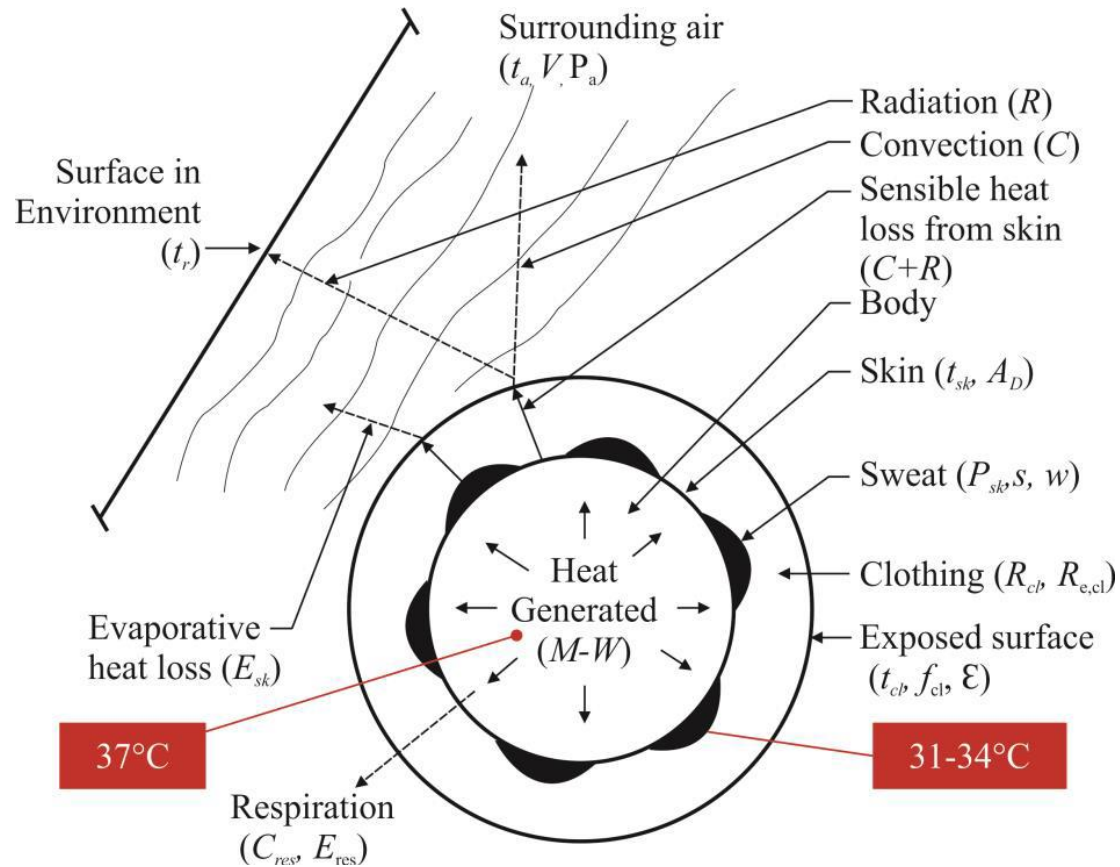 Surrounding air
(tₐ, V, Pₐ)
Radiation (R)
Convection (C)
Sensible heat
loss from skin
(C+R)
Body
Skin (t_sk, A_D)
Sweat (P_sk, s, w)
Clothing (R_cl, R_e,cl)
Exposed surface
(t_cl, f_cl, Ɛ)
31-34°C
Surface in
Environment
(t_r)
Heat
Generated
(M-W)
Evaporative
heat loss (E_sk)
37°C
Respiration
(C_res, E_res)